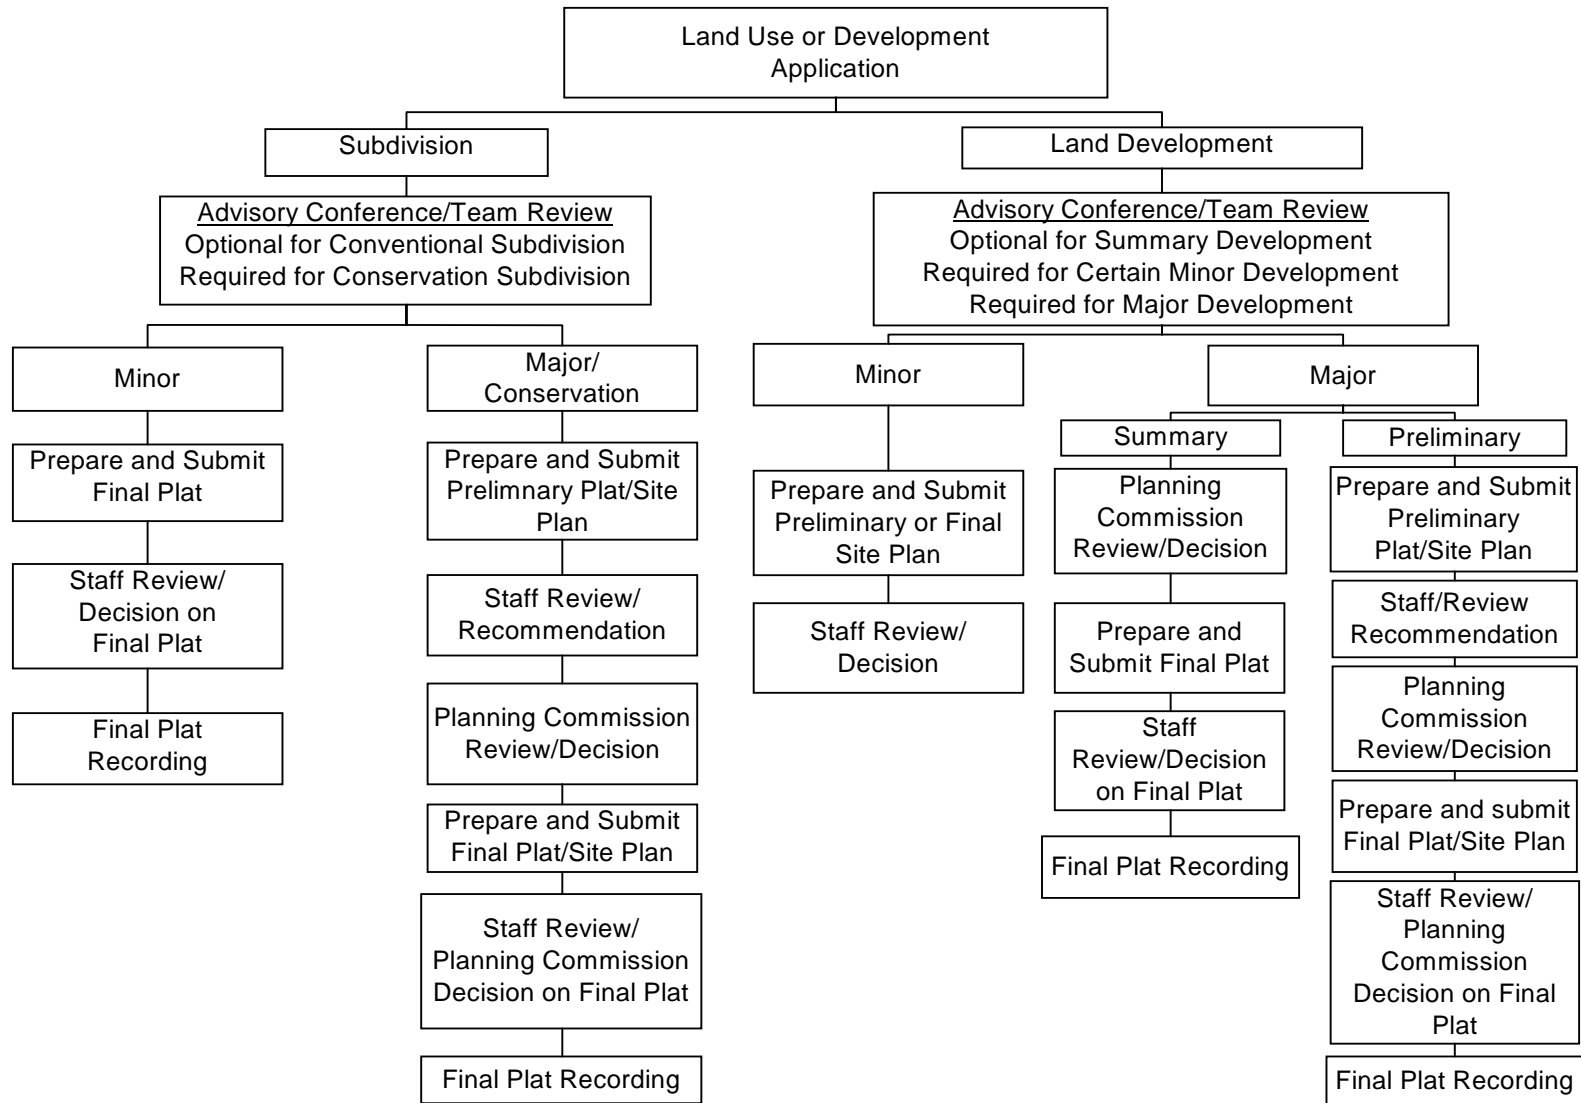 Land Use or Development
Application
Subdivision
Land Development
Advisory Conference/Team Review
Optional for Conventional Subdivision
Required for Conservation Subdivision
Advisory Conference/Team Review
Optional for Summary Development
Required for Certain Minor Development
Required for Major Development
Minor
Prepare and Submit
Final Plat
Staff Review/
Decision on
Final Plat
Final Plat
Recording
Major/
Conservation
Prepare and Submit
Prelimnary Plat/Site
Plan
Staff Review/
Recommendation
Planning Commission
Review/Decision
Prepare and Submit
Final Plat/Site Plan
Staff Review/
Planning Commission
Decision on Final Plat
Final Plat Recording
Minor
Prepare and Submit
Preliminary or Final
Site Plan
Staff Review/
Decision
Major
Summary
Planning
Commission
Review/Decision
Prepare and
Submit Final Plat
Staff
Review/Decision
on Final Plat
Final Plat Recording
Preliminary
Prepare and Submit
Preliminary
Plat/Site Plan
Staff/Review
Recommendation
Planning
Commission
Review/Decision
Prepare and submit
Final Plat/Site Plan
Staff Review/
Planning
Commission
Decision on Final
Plat
Final Plat Recording